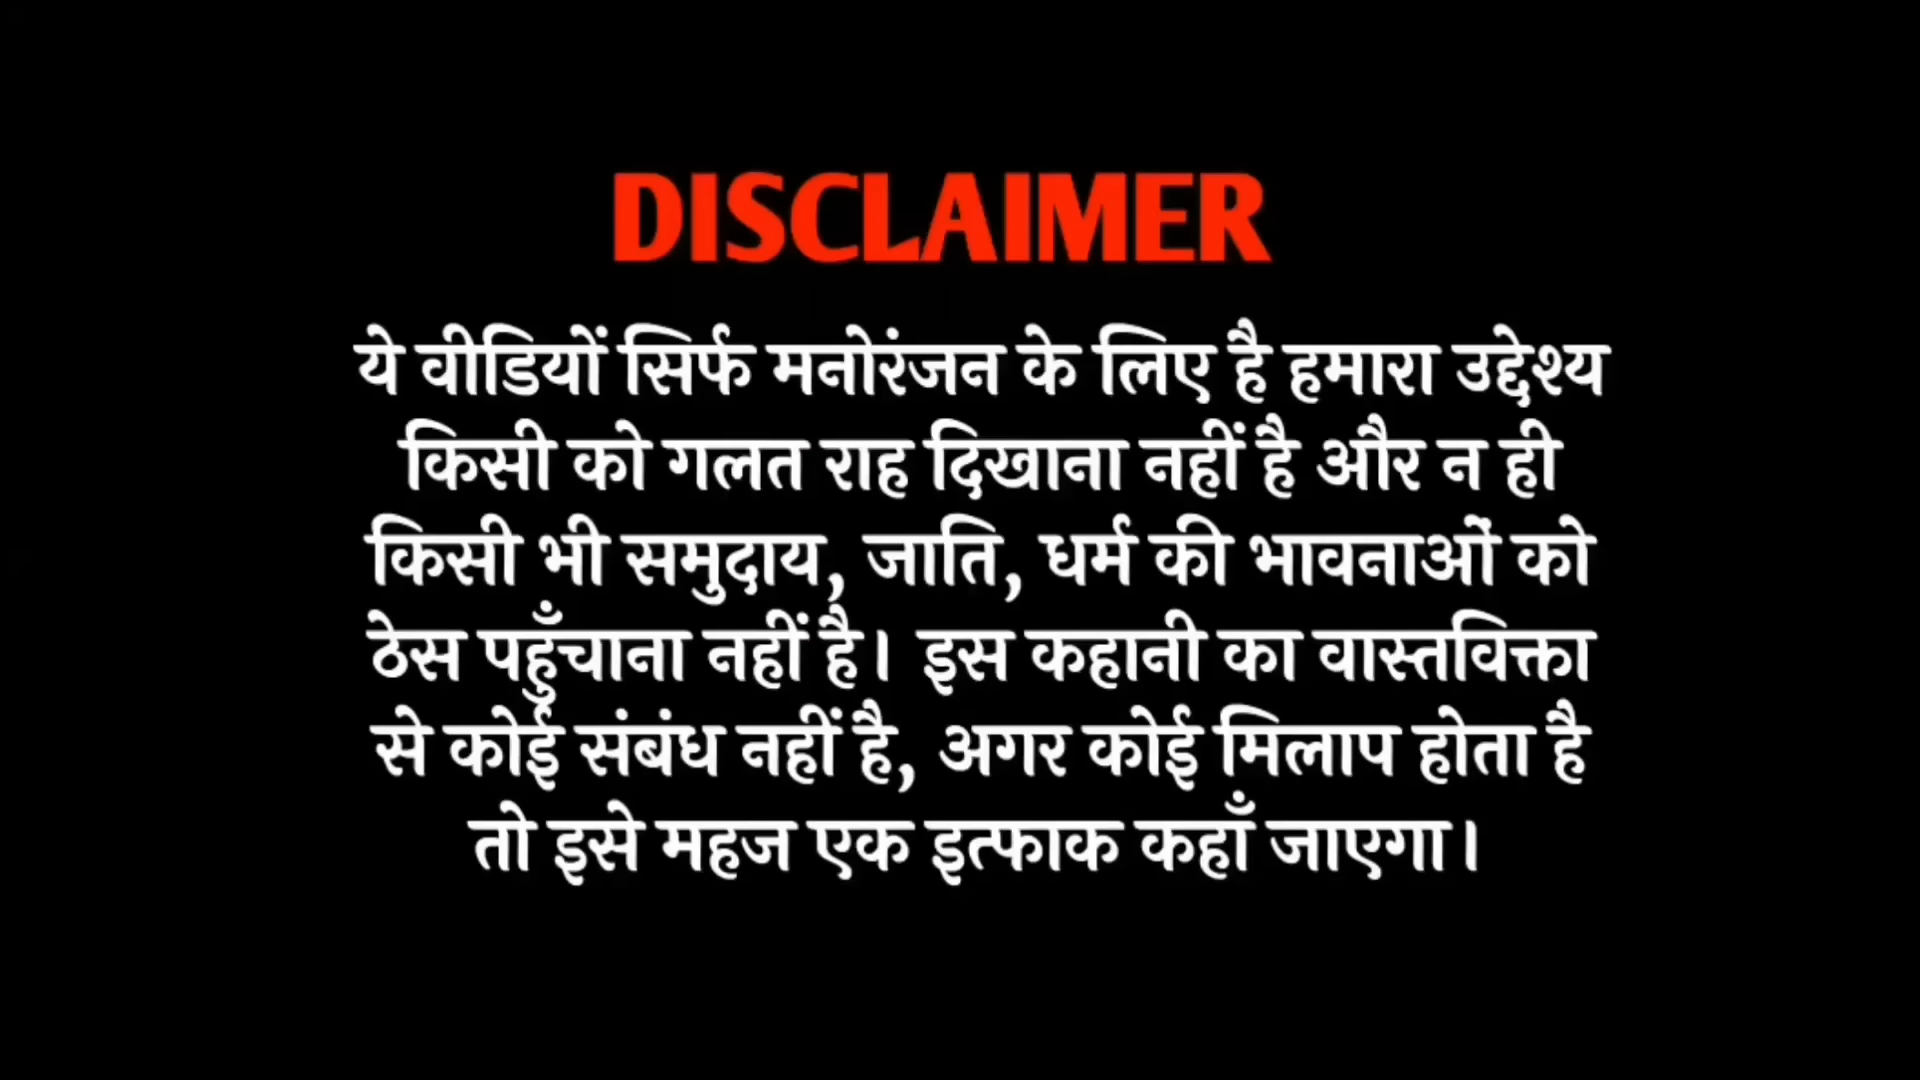 DISCLAIMER
ये वीडियों सिर्फ मनोरंजन के लिए है हमारा उद्देश्य
किसी को गलत राह दिखाना नहीं है और न ही
किसी भी समुदाय, जाति, धर्म की भावनाओं को
ठेस पहुँचाना नहीं है। इस कहानी का वास्तविक्ता
से कोई संबंध नहीं है, अगर कोई मिलाप होता है
तो इसे महज एक इत्फाक कहाँ जाएगा।